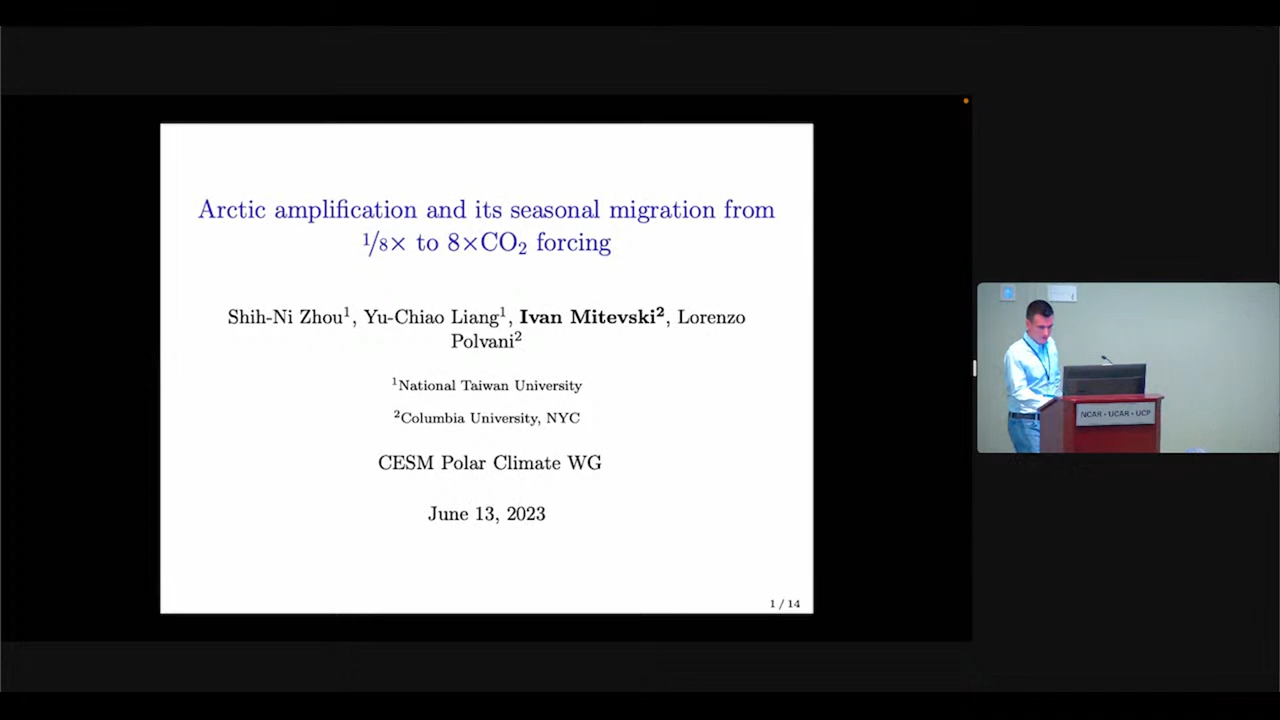 Arctic amplification and its seasonal migration from
1/8× to 8×CO₂ forcing
Shih-Ni Zhou¹, Yu-Chiao Liang¹, Ivan Mitevski², Lorenzo
Polvani²
¹National Taiwan University
²Columbia University, NYC
CESM Polar Climate WG
June 13, 2023
1 / 14
NCAR • UCAR • UCP